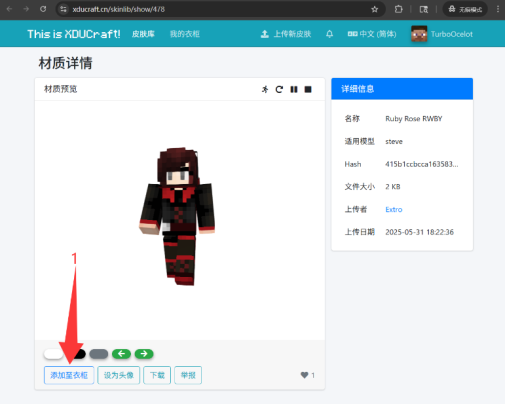 xducraft.cn/skinlib/show/478
无痕模式
This is XDUCraft!
皮肤库
我的衣柜
上传新皮肤
中文 (简体)
TurboOcelot
材质详情
材质预览
详细信息
名称 Ruby Rose RWBY
适用模型 steve
Hash 415b1ccbcca163583...
文件大小 2 KB
上传者 Extro
上传日期 2025-05-31 18:22:36
1
添加至衣柜
设为头像
下载
举报
1